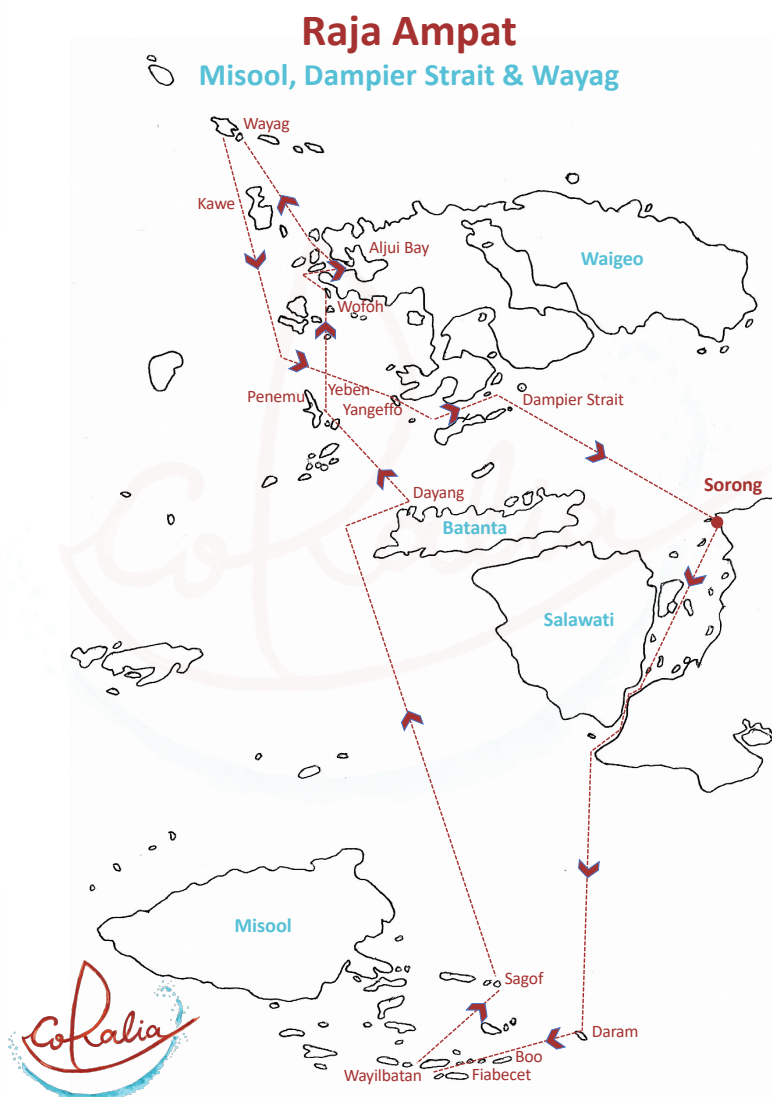 Raja Ampat
Misool, Dampier Strait & Wayag
Wayag
Kawe
Aljui Bay
Waigeo
Wofoh
Penemu
Yeben
Yangeffo
Dampier Strait
Sorong
Dayang
Batanta
CoRalia
Salawati
Misool
Sagof
CoRalia
Daram
Boo
Wayilbatan
Fiabecet